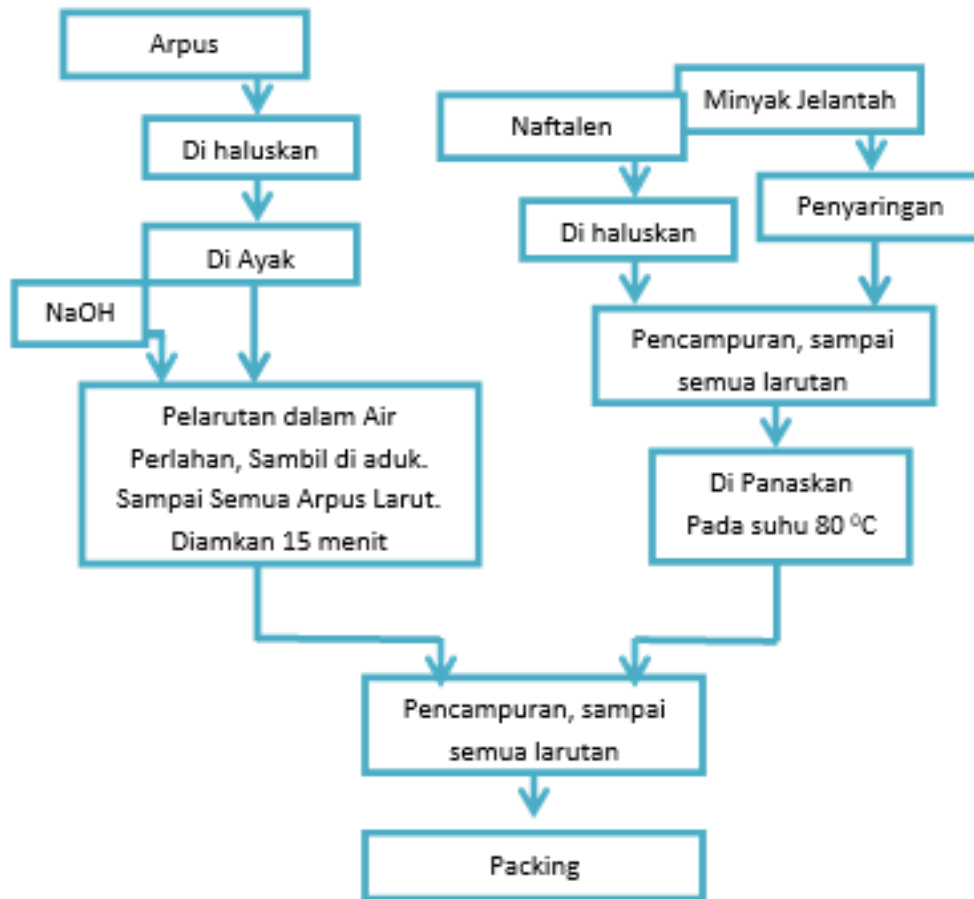 Arpus
Di haluskan
Di Ayak
NaOH
Pelarutan dalam Air
Perlahan, Sambil di aduk.
Sampai Semua Arpus Larut.
Diamkan 15 menit
Minyak Jelantah
Naftalen
Penyaringan
Di haluskan
Pencampuran, sampai
semua larutan
Di Panaskan
Pada suhu 80 ⁰C
Pencampuran, sampai
semua larutan
Packing